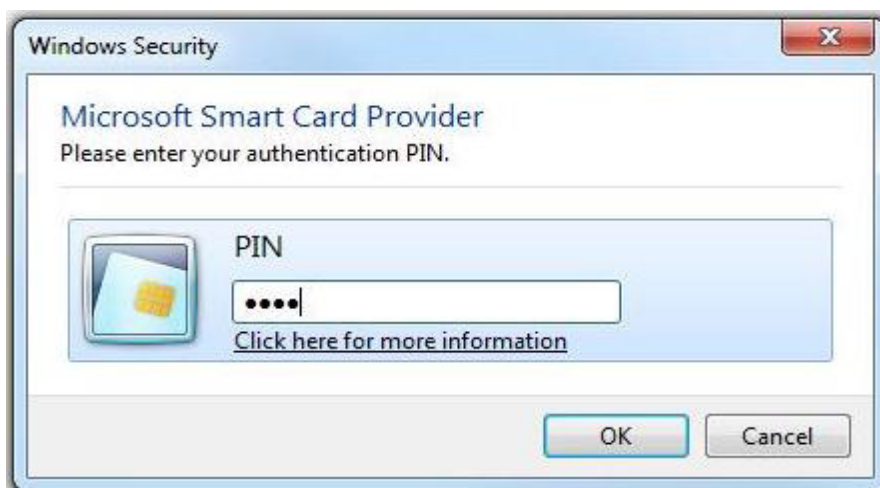 Windows Security
Microsoft Smart Card Provider
Please enter your authentication PIN.
PIN
••••
Click here for more information
OK
Cancel